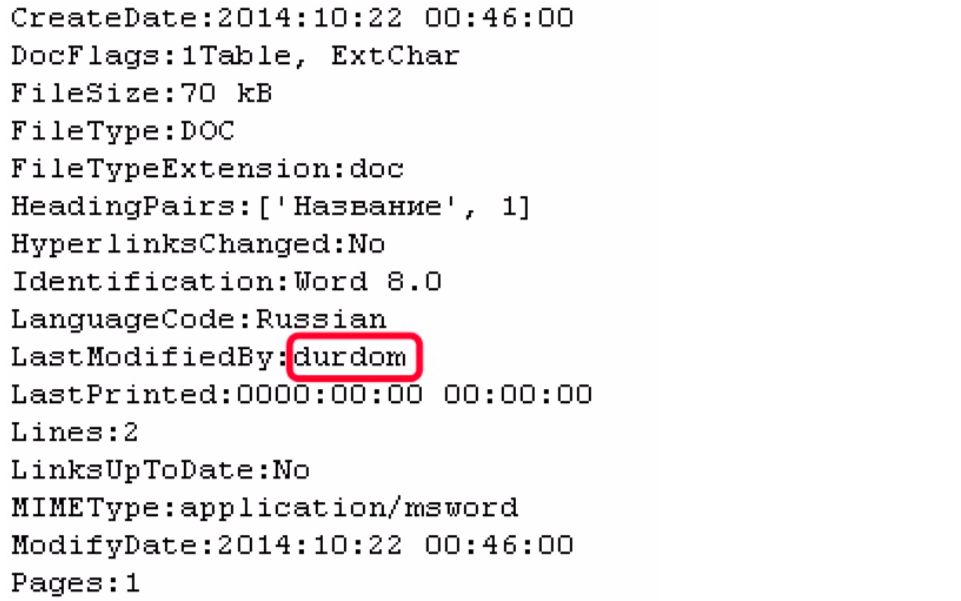 CreateDate:2014:10:22 00:46:00
DocFlags:1Table, ExtChar
FileSize:70 kB
FileType:DOC
FileTypeExtension:doc
HeadingPairs:['Название', 1]
HyperlinksChanged:No
Identification:Word 8.0
LanguageCode:Russian
LastModifiedBy:durdom
LastPrinted:0000:00:00 00:00:00
Lines:2
LinksUpToDate:No
MIMEType:application/msword
ModifyDate:2014:10:22 00:46:00
Pages:1